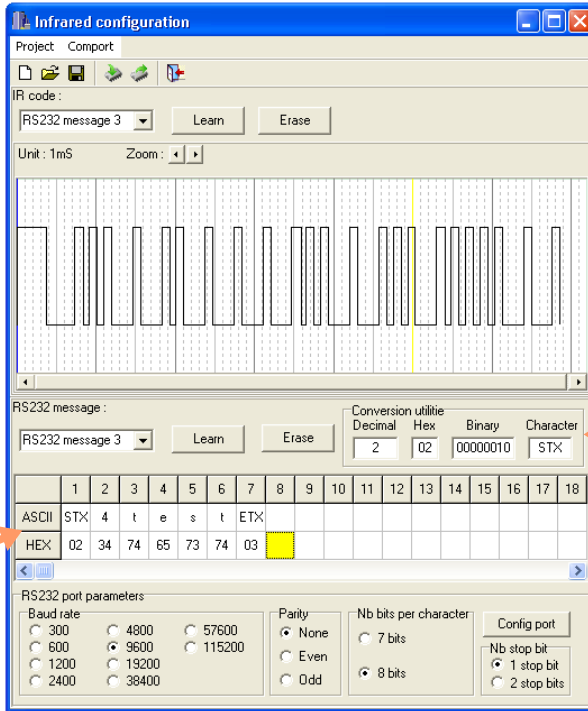 Infrared configuration
Project Comport
IR code :
RS232 message 3 Learn Erase
Unit : 1mS Zoom :
RS232 message :
RS232 message 3 Learn Erase
Conversion utilitie
Decimal Hex Binary Character
2 02 00000010 STX
1 2 3 4 5 6 7 8 9 10 11 12 13 14 15 16 17 18
ASCII STX 4 t e s t ETX
HEX 02 34 74 65 73 74 03
RS232 port parameters
Baud rate
300 4800 57600
600 9600 115200
1200 19200
2400 38400
Parity
None
Even
Odd
Nb bits per character
7 bits
8 bits
Config port
Nb stop bit
1 stop bit
2 stop bits